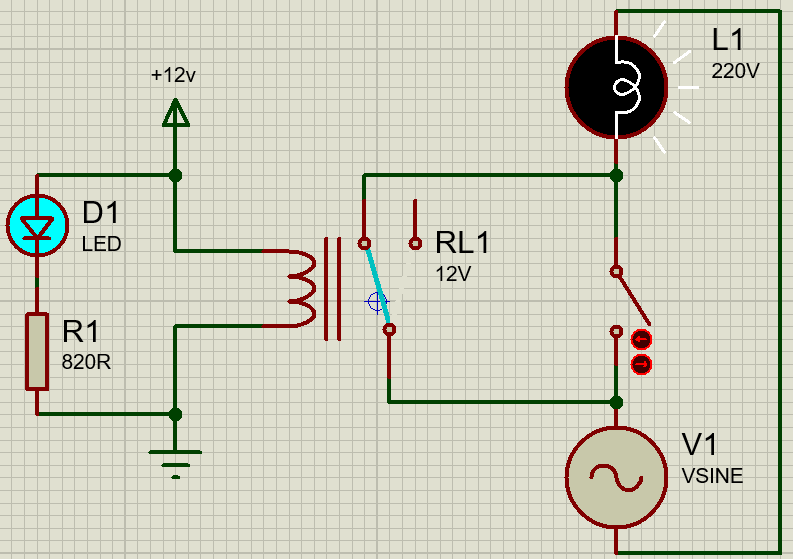 L1
220V
+12v
D1
LED
RL1
12V
R1
820R
V1
VSINE